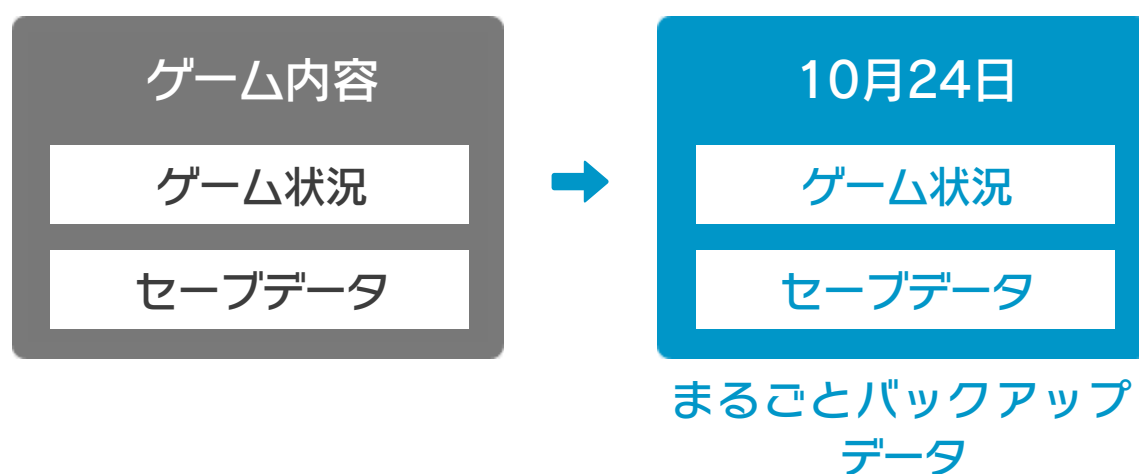 ゲーム内容
ゲーム状況
セーブデータ
10月24日
ゲーム状況
セーブデータ
まるごとバックアップ
データ